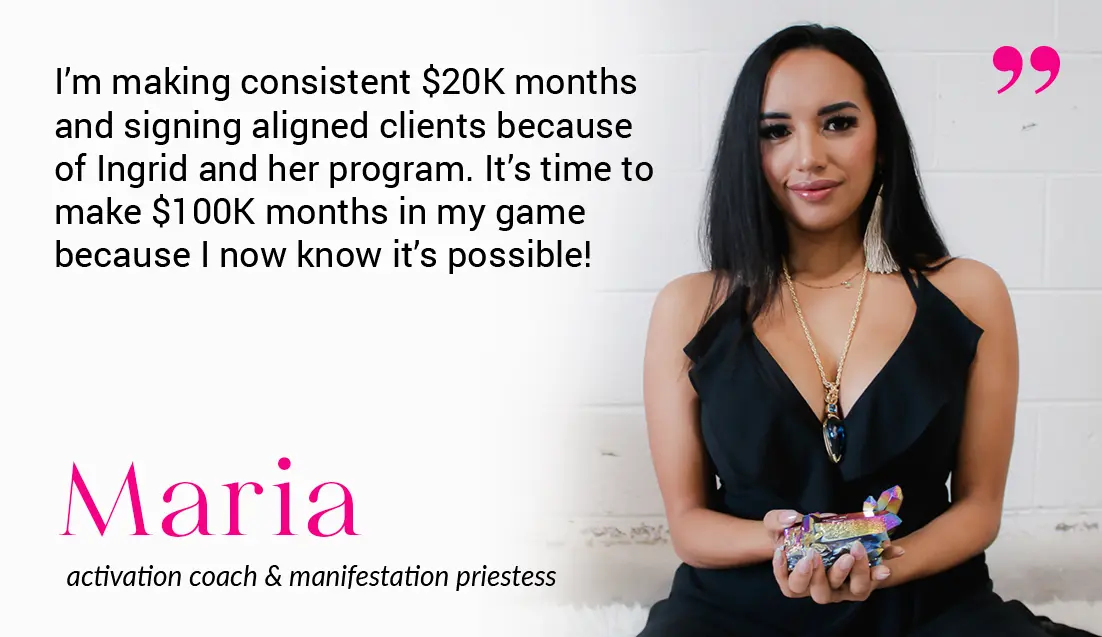 I’m making consistent $20K months
and signing aligned clients because
of Ingrid and her program. It’s time to
make $100K months in my game
because I now know it’s possible!
”
Maria
activation coach & manifestation priestess